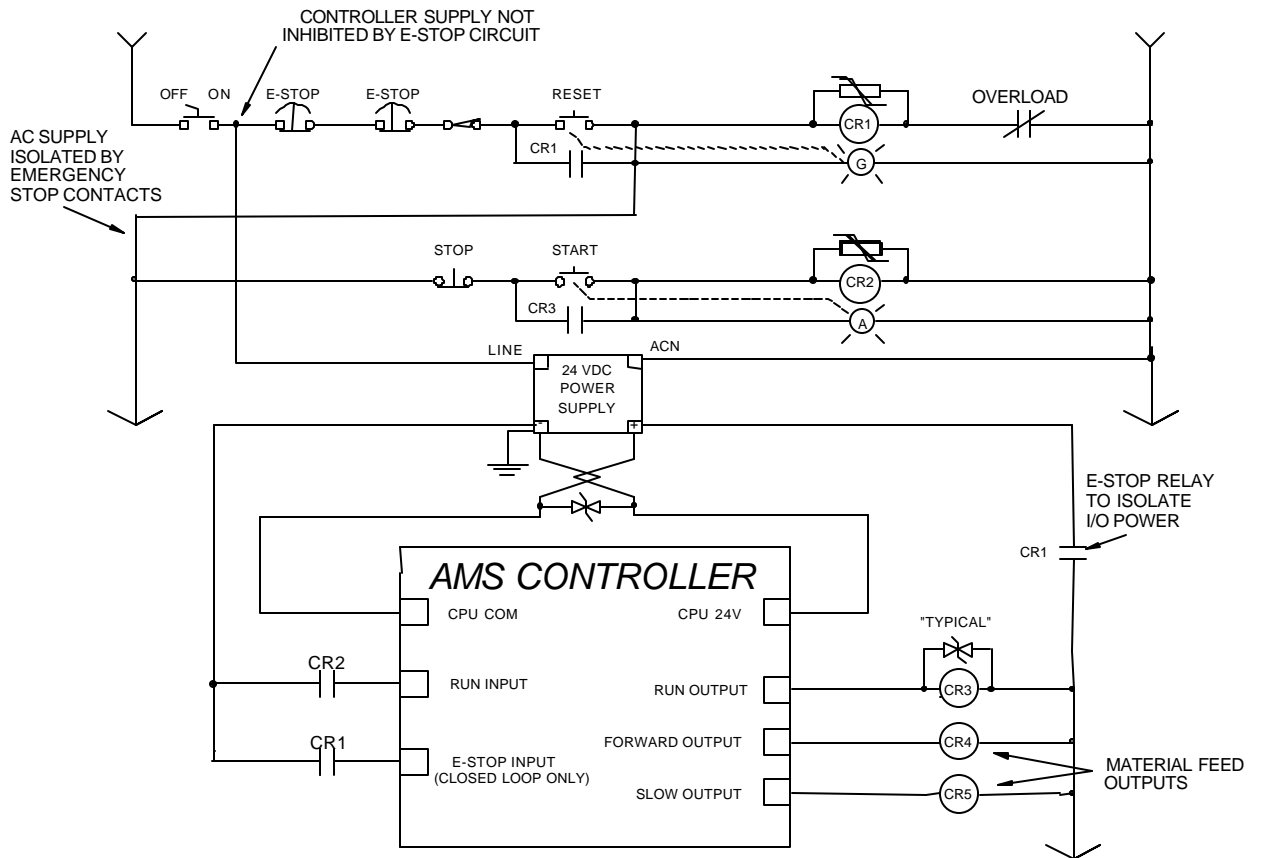 CONTROLLER SUPPLY NOT
INHIBITED BY E-STOP CIRCUIT
OFF ON
E-STOP
E-STOP
RESET
CR1
OVERLOAD
AC SUPPLY
ISOLATED BY
EMERGENCY
STOP CONTACTS
CR1
G
STOP
START
CR2
CR3
A
LINE
ACN
24 VDC
POWER
SUPPLY
-
+
E-STOP RELAY
TO ISOLATE
I/O POWER
CR1
AMS CONTROLLER
CPU COM
CPU 24V
"TYPICAL"
CR2
RUN INPUT
RUN OUTPUT
CR3
CR1
E-STOP INPUT
(CLOSED LOOP ONLY)
FORWARD OUTPUT
CR4
SLOW OUTPUT
CR5
MATERIAL FEED
OUTPUTS